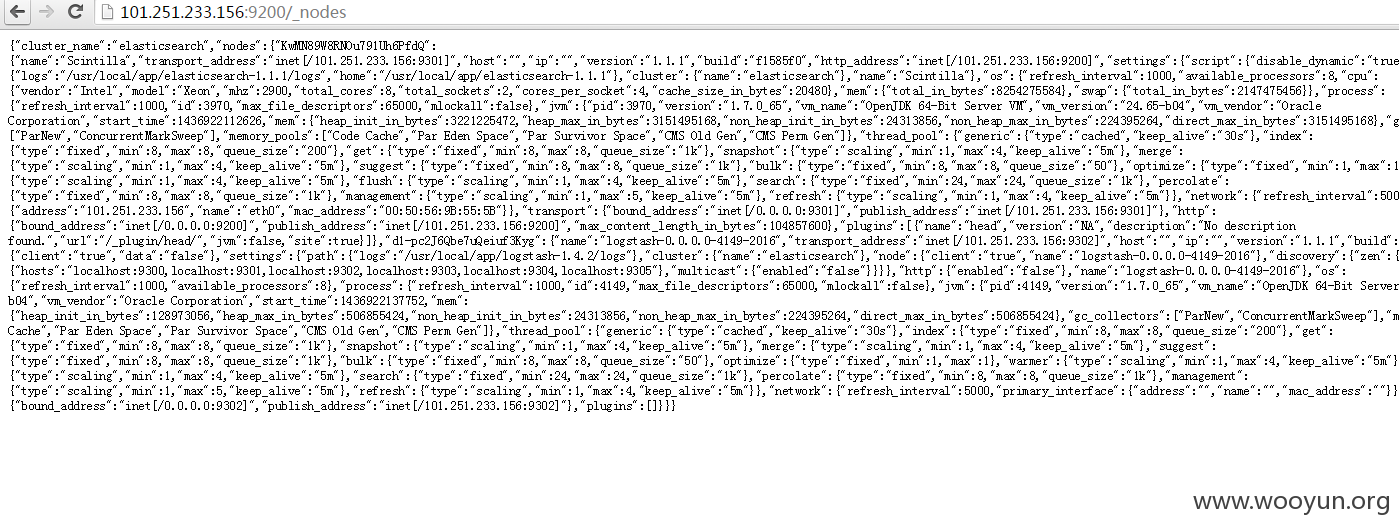 101.251.233.156:9200/_nodes
{"cluster_name":"elasticsearch","nodes":{"KwMN89W8RNOu791Uh6PfdQ":
{"name":"Scintilla","transport_address":"inet[/101.251.233.156:9301]","host":"","ip":"","version":"1.1.1","build":"f1585f0","http_address":"inet[/101.251.233.156:9200]","settings":{"script":{"disable_dynamic":"true
{"logs":"/usr/local/app/elasticsearch-1.1.1/logs","home":"/usr/local/app/elasticsearch-1.1.1"},"cluster":{"name":"elasticsearch"},"name":"Scintilla"},"os":{"refresh_interval":1000,"available_processors":8,"cpu":
{"vendor":"Intel","model":"Xeon","mhz":2900,"total_cores":8,"total_sockets":2,"cores_per_socket":4,"cache_size_in_bytes":20480},"mem":{"total_in_bytes":8254275584},"swap":{"total_in_bytes":2147475456}},"process":
{"refresh_interval":1000,"id":3970,"max_file_descriptors":65000,"mlockall":false},"jvm":{"pid":3970,"version":"1.7.0_65","vm_name":"OpenJDK 64-Bit Server VM","vm_version":"24.65-b04","vm_vendor":"Oracle
Corporation","start_time":1436922112626,"mem":{"heap_init_in_bytes":3221225472,"heap_max_in_bytes":3151495168,"non_heap_init_in_bytes":24313856,"non_heap_max_in_bytes":224395264,"direct_max_in_bytes":3151495168},"g
["ParNew","ConcurrentMarkSweep"],"memory_pools":["Code Cache","Par Eden Space","Par Survivor Space","CMS Old Gen","CMS Perm Gen"]},"thread_pool":{"generic":{"type":"cached","keep_alive":"30s"},"index":
{"type":"fixed","min":8,"max":8,"queue_size":"200"},"get":{"type":"fixed","min":8,"max":8,"queue_size":"1k"},"snapshot":{"type":"scaling","min":1,"max":4,"keep_alive":"5m"},"merge":
{"type":"scaling","min":1,"max":4,"keep_alive":"5m"},"suggest":{"type":"fixed","min":8,"max":8,"queue_size":"1k"},"bulk":{"type":"fixed","min":8,"max":8,"queue_size":"50"},"optimize":{"type":"fixed","min":1,"max":1
{"type":"scaling","min":1,"max":4,"keep_alive":"5m"},"flush":{"type":"scaling","min":1,"max":4,"keep_alive":"5m"},"search":{"type":"fixed","min":24,"max":24,"queue_size":"1k"},"percolate":
{"type":"fixed","min":8,"max":8,"queue_size":"1k"},"management":{"type":"scaling","min":1,"max":5,"keep_alive":"5m"},"refresh":{"type":"scaling","min":1,"max":4,"keep_alive":"5m"}},"network":{"refresh_interval":500
{"address":"101.251.233.156","name":"eth0","mac_address":"00:50:56:9B:55:5B"}},"transport":{"bound_address":"inet[/0.0.0.0:9301]","publish_address":"inet[/101.251.233.156:9301]"},"http":
{"bound_address":"inet[/0.0.0.0:9200]","publish_address":"inet[/101.251.233.156:9200]","max_content_length_in_bytes":104857600},"plugins":[{"name":"head","version":"NA","description":"No description
found.","url":"/_plugin/head/","jvm":false,"site":true}]},"dl-pc2J6Qbe7uQeiuf3Kyg":{"name":"logstash-0.0.0.0-4149-2016","transport_address":"inet[/101.251.233.156:9302]","host":"","ip":"","version":"1.1.1","build":
{"client":"true","data":"false"},"settings":{"path":{"logs":"/usr/local/app/logstash-1.4.2/logs"},"cluster":{"name":"elasticsearch"},"node":{"client":"true","name":"logstash-0.0.0.0-4149-2016"},"discovery":{"zen":{
{"hosts":"localhost:9300,localhost:9301,localhost:9302,localhost:9303,localhost:9304,localhost:9305"},"multicast":{"enabled":"false"}}}},"http":{"enabled":"false"},"name":"logstash-0.0.0.0-4149-2016"},"os":
{"refresh_interval":1000,"available_processors":8},"process":{"refresh_interval":1000,"id":4149,"max_file_descriptors":65000,"mlockall":false},"jvm":{"pid":4149,"version":"1.7.0_65","vm_name":"OpenJDK 64-Bit Server
b04","vm_vendor":"Oracle Corporation","start_time":1436922137752,"mem":
{"heap_init_in_bytes":128973056,"heap_max_in_bytes":506855424,"non_heap_init_in_bytes":24313856,"non_heap_max_in_bytes":224395264,"direct_max_in_bytes":506855424},"gc_collectors":["ParNew","ConcurrentMarkSweep"],"m
Cache","Par Eden Space","Par Survivor Space","CMS Old Gen","CMS Perm Gen"]},"thread_pool":{"generic":{"type":"cached","keep_alive":"30s"},"index":{"type":"fixed","min":8,"max":8,"queue_size":"200"},"get":
{"type":"fixed","min":8,"max":8,"queue_size":"1k"},"snapshot":{"type":"scaling","min":1,"max":4,"keep_alive":"5m"},"merge":{"type":"scaling","min":1,"max":4,"keep_alive":"5m"},"suggest":
{"type":"fixed","min":8,"max":8,"queue_size":"1k"},"bulk":{"type":"fixed","min":8,"max":8,"queue_size":"50"},"optimize":{"type":"fixed","min":1,"max":1},"warmer":{"type":"scaling","min":1,"max":4,"keep_alive":"5m"}
{"type":"scaling","min":1,"max":4,"keep_alive":"5m"},"search":{"type":"fixed","min":24,"max":24,"queue_size":"1k"},"percolate":{"type":"fixed","min":8,"max":8,"queue_size":"1k"},"management":
{"type":"scaling","min":1,"max":5,"keep_alive":"5m"},"refresh":{"type":"scaling","min":1,"max":4,"keep_alive":"5m"}},"network":{"refresh_interval":5000,"primary_interface":{"address":"","name":"","mac_address":""}}
{"bound_address":"inet[/0.0.0.0:9302]","publish_address":"inet[/101.251.233.156:9302]"},"plugins":[]}}}
www.wooyun.org